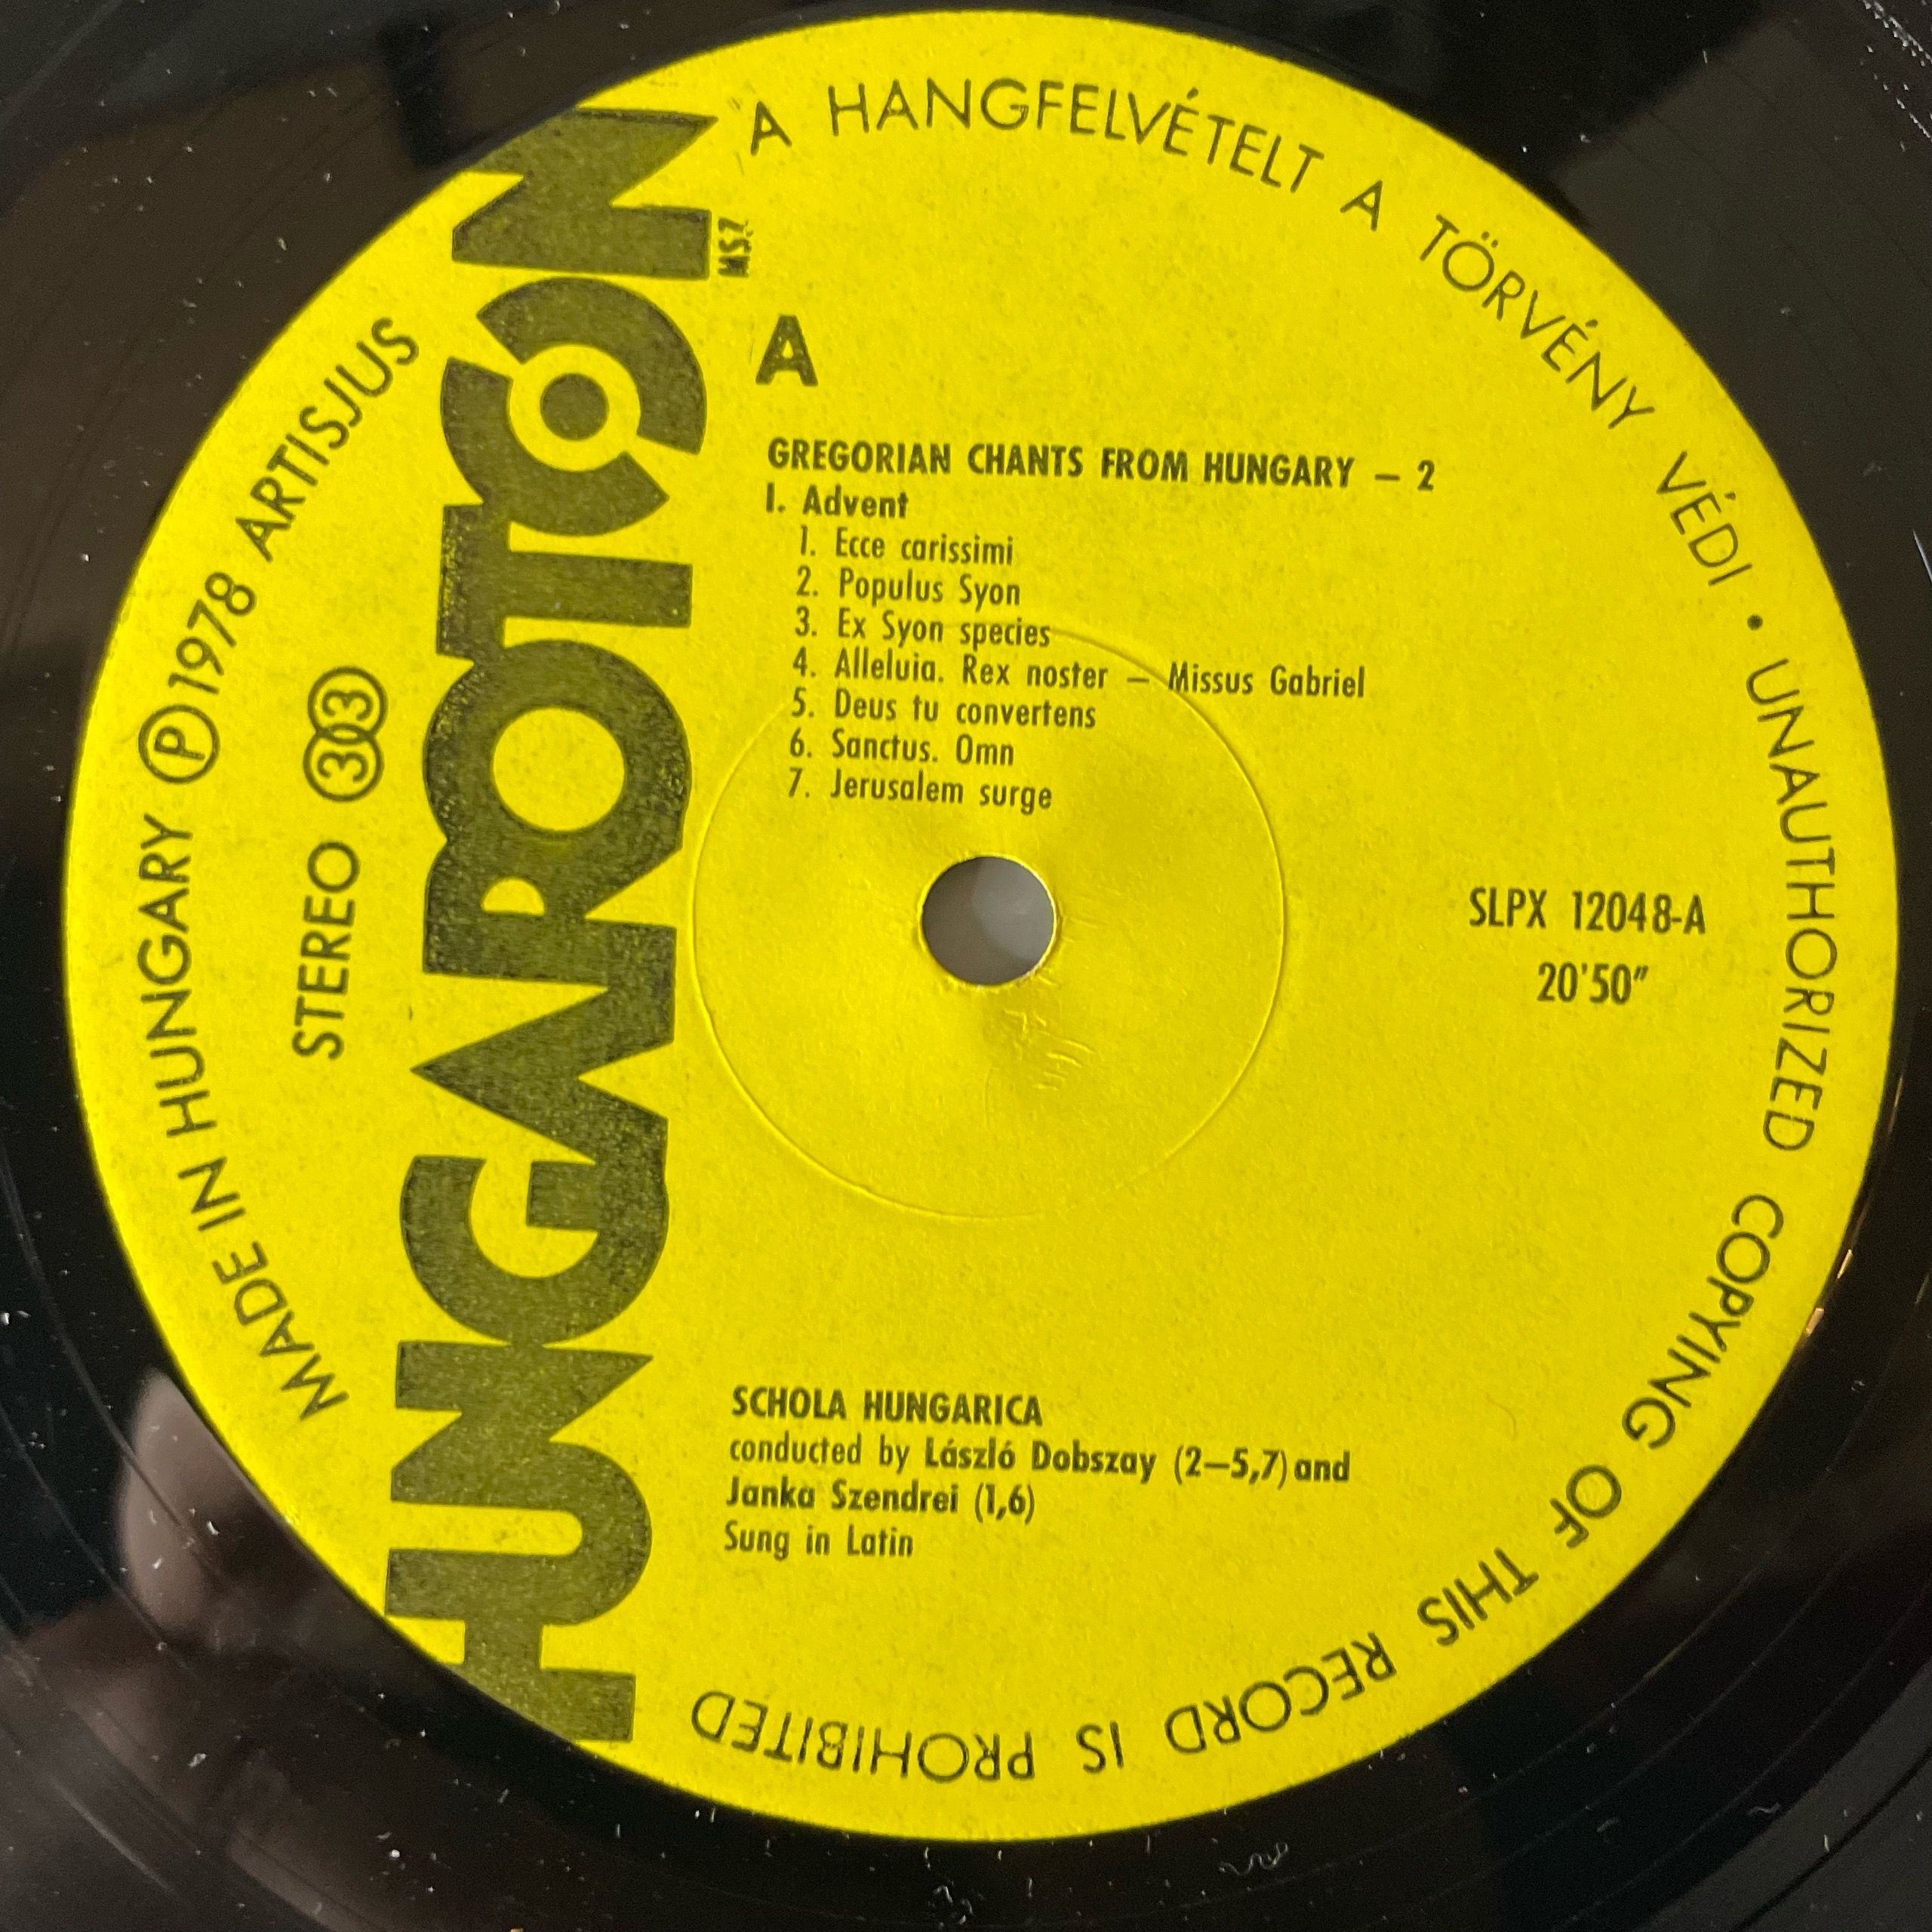 A HANGFELVÉTELT A TÖRVÉNY VÉDI • UNAUTHORIZED COPYING OF THIS RECORD IS PROHIBITED
MADE IN HUNGARY Ⓟ 1978 ARTISJUS
STEREO 303
HUNGAROTON
MSZ
A
GREGORIAN CHANTS FROM HUNGARY – 2
I. Advent
1. Ecce carissimi
2. Populus Syon
3. Ex Syon species
4. Alleluia. Rex noster – Missus Gabriel
5. Deus tu convertens
6. Sanctus. Omn
7. Jerusalem surge
SLPX 12048-A
20'50"
SCHOLA HUNGARICA
conducted by László Dobszay (2–5,7) and
Janka Szendrei (1,6)
Sung in Latin